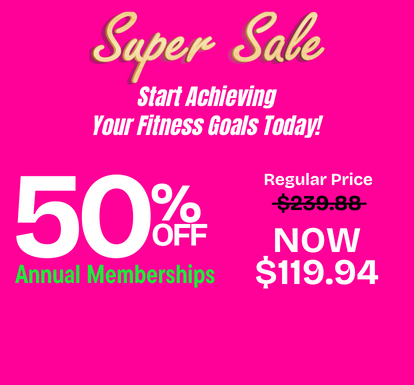 Super Sale
Start Achieving
Your Fitness Goals Today!
50% OFF
Annual Memberships
Regular Price
$239.88
NOW
$119.94